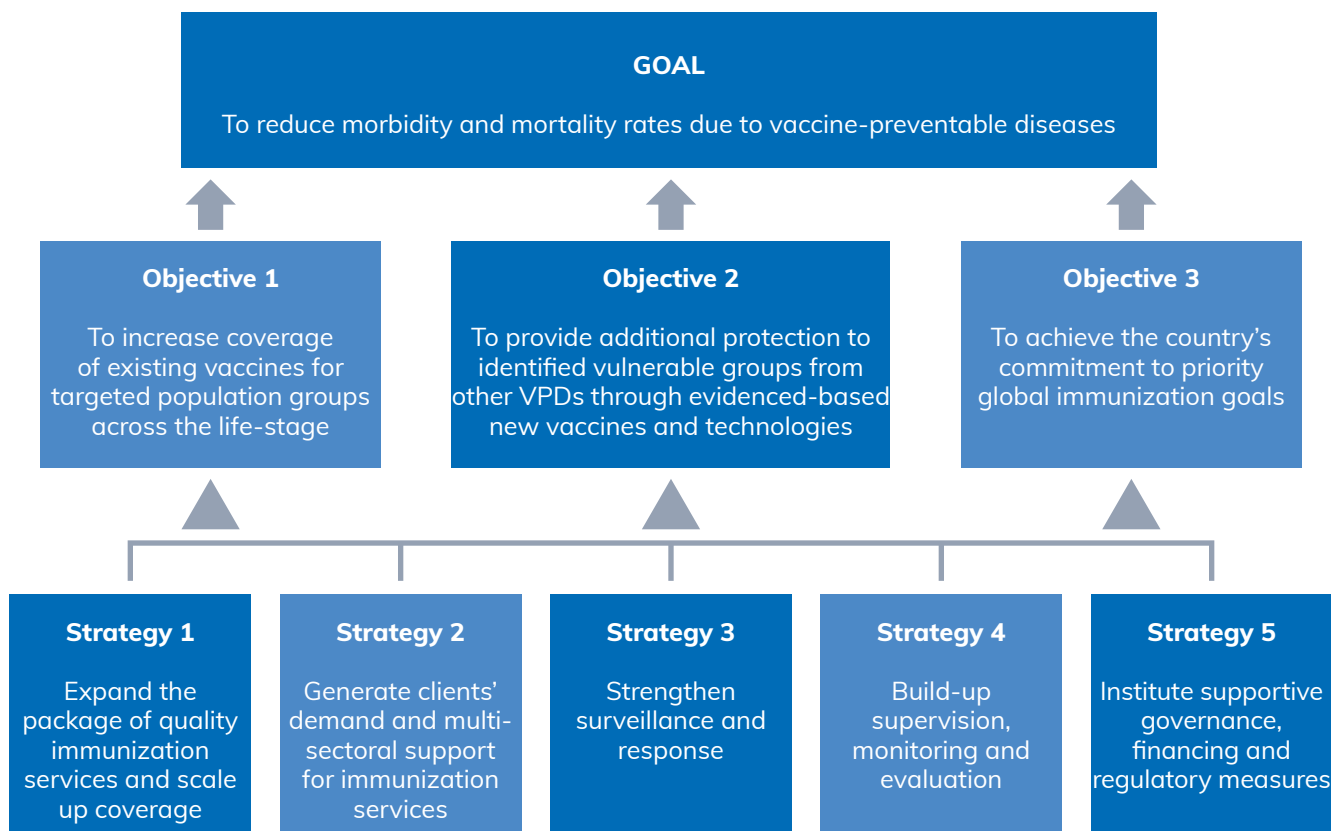 GOAL
To reduce morbidity and mortality rates due to vaccine-preventable diseases
Objective 1
To increase coverage
of existing vaccines for
targeted population groups
across the life-stage
Objective 2
To provide additional protection to
identified vulnerable groups from
other VPDs through evidenced-based
new vaccines and technologies
Objective 3
To achieve the country’s
commitment to priority
global immunization goals
Strategy 1
Expand the
package of quality
immunization
services and scale
up coverage
Strategy 2
Generate clients’
demand and multi-
sectoral support
for immunization
services
Strategy 3
Strengthen
surveillance and
response
Strategy 4
Build-up
supervision,
monitoring and
evaluation
Strategy 5
Institute supportive
governance,
financing and
regulatory measures